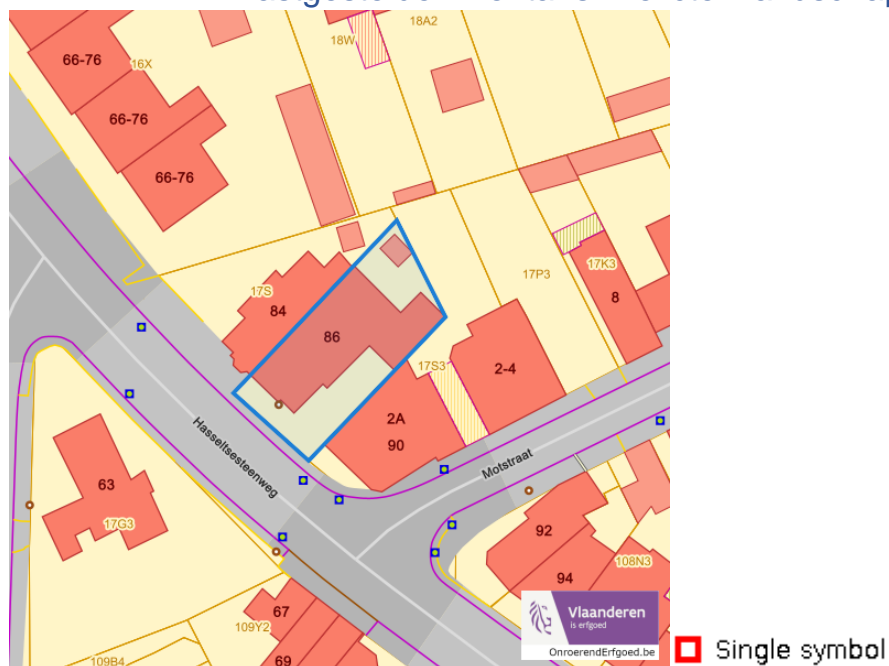 18A2
18W
66-76
16X
66-76
66-76
17S
84
86
17P3
17K3
8
17S3
2-4
2A
90
Hasseltsesteenweg
Motstraat
63
17G3
92
108N3
94
67
109Y2
69
109B4
Vlaanderen
is erfgoed
OnroerendErfgoed.be
Single symbol